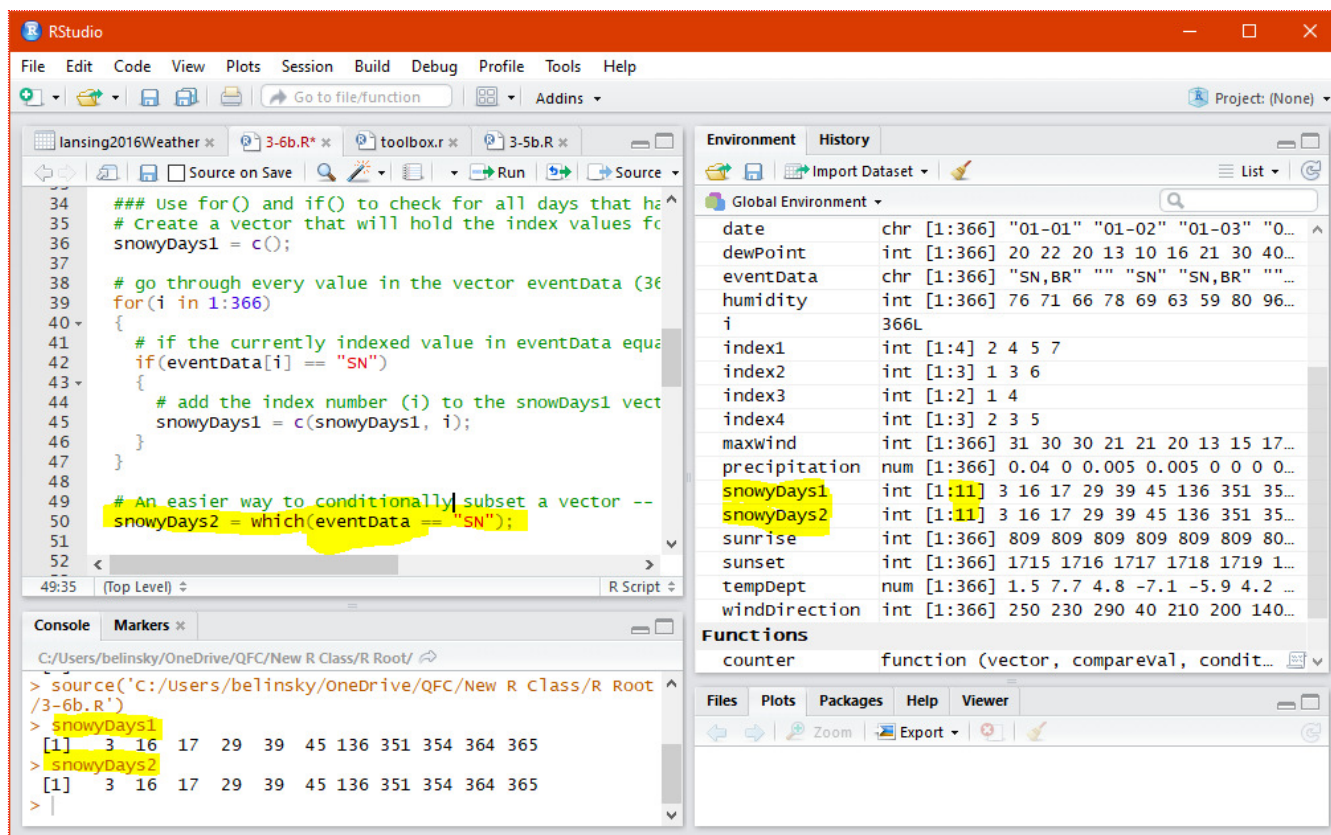 RStudio
File Edit Code View Plots Session Build Debug Profile Tools Help
Go to file/function Addins Project: (None)
lansing2016Weather 3-6b.R* toolbox.r 3-5b.R
Source on Save Run Source
34 ### Use for() and if() to check for all days that ha
35 # Create a vector that will hold the index values fo
36 snowyDays1 = c();
37
38 # go through every value in the vector eventData (36
39 for(i in 1:366)
40 {
41 # if the currently indexed value in eventData equa
42 if(eventData[i] == "SN")
43 {
44 # add the index number (i) to the snowDays1 vect
45 snowyDays1 = c(snowyDays1, i);
46 }
47 }
48
49 # An easier way to conditionally subset a vector --
50 snowyDays2 = which(eventData == "SN");
51
52
49:35 (Top Level) R Script
Console Markers
C:/Users/belinsky/OneDrive/QFC/New R Class/R Root/
> source('C:/Users/belinsky/OneDrive/QFC/New R Class/R Root
/3-6b.R')
> snowyDays1
[1] 3 16 17 29 39 45 136 351 354 364 365
> snowyDays2
[1] 3 16 17 29 39 45 136 351 354 364 365
>
Environment History
Import Dataset List
Global Environment
date chr [1:366] "01-01" "01-02" "01-03" "0...
dewPoint int [1:366] 20 22 20 13 10 16 21 30 40...
eventData chr [1:366] "SN,BR" "" "SN" "SN,BR" ""...
humidity int [1:366] 76 71 66 78 69 63 59 80 96...
i 366L
index1 int [1:4] 2 4 5 7
index2 int [1:3] 1 3 6
index3 int [1:2] 1 4
index4 int [1:3] 2 3 5
maxWind int [1:366] 31 30 30 21 21 20 13 15 17...
precipitation num [1:366] 0.04 0 0.005 0.005 0 0 0 0...
snowyDays1 int [1:11] 3 16 17 29 39 45 136 351 35...
snowyDays2 int [1:11] 3 16 17 29 39 45 136 351 35...
sunrise int [1:366] 809 809 809 809 809 809 80...
sunset int [1:366] 1715 1716 1717 1718 1719 1...
tempDept num [1:366] 1.5 7.7 4.8 -7.1 -5.9 4.2 ...
windDirection int [1:366] 250 230 290 40 210 200 140...
Functions
counter function (vector, compareVal, condit...
Files Plots Packages Help Viewer
Zoom Export